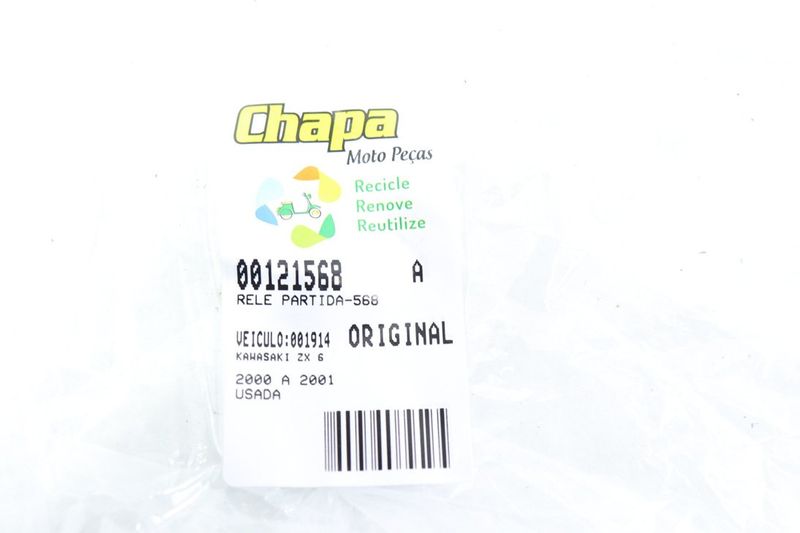 Chapa
Moto Peças
Recicle
Renove
Reutilize
00121568 A
RELE PARTIDA-568
VEICULO:001914 ORIGINAL
KAWASAKI ZX 6
2000 A 2001
USADA